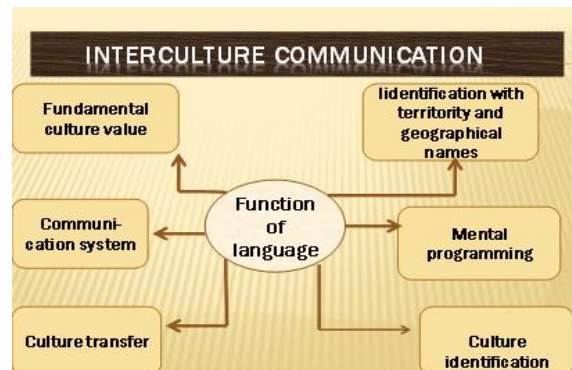 INTERCULTURE COMMUNICATION
Fundamental
culture value
Iidentification with
territority and
geographical
names
Function
of
language
Communi-
cation system
Mental
programming
Culture transfer
Culture
identification